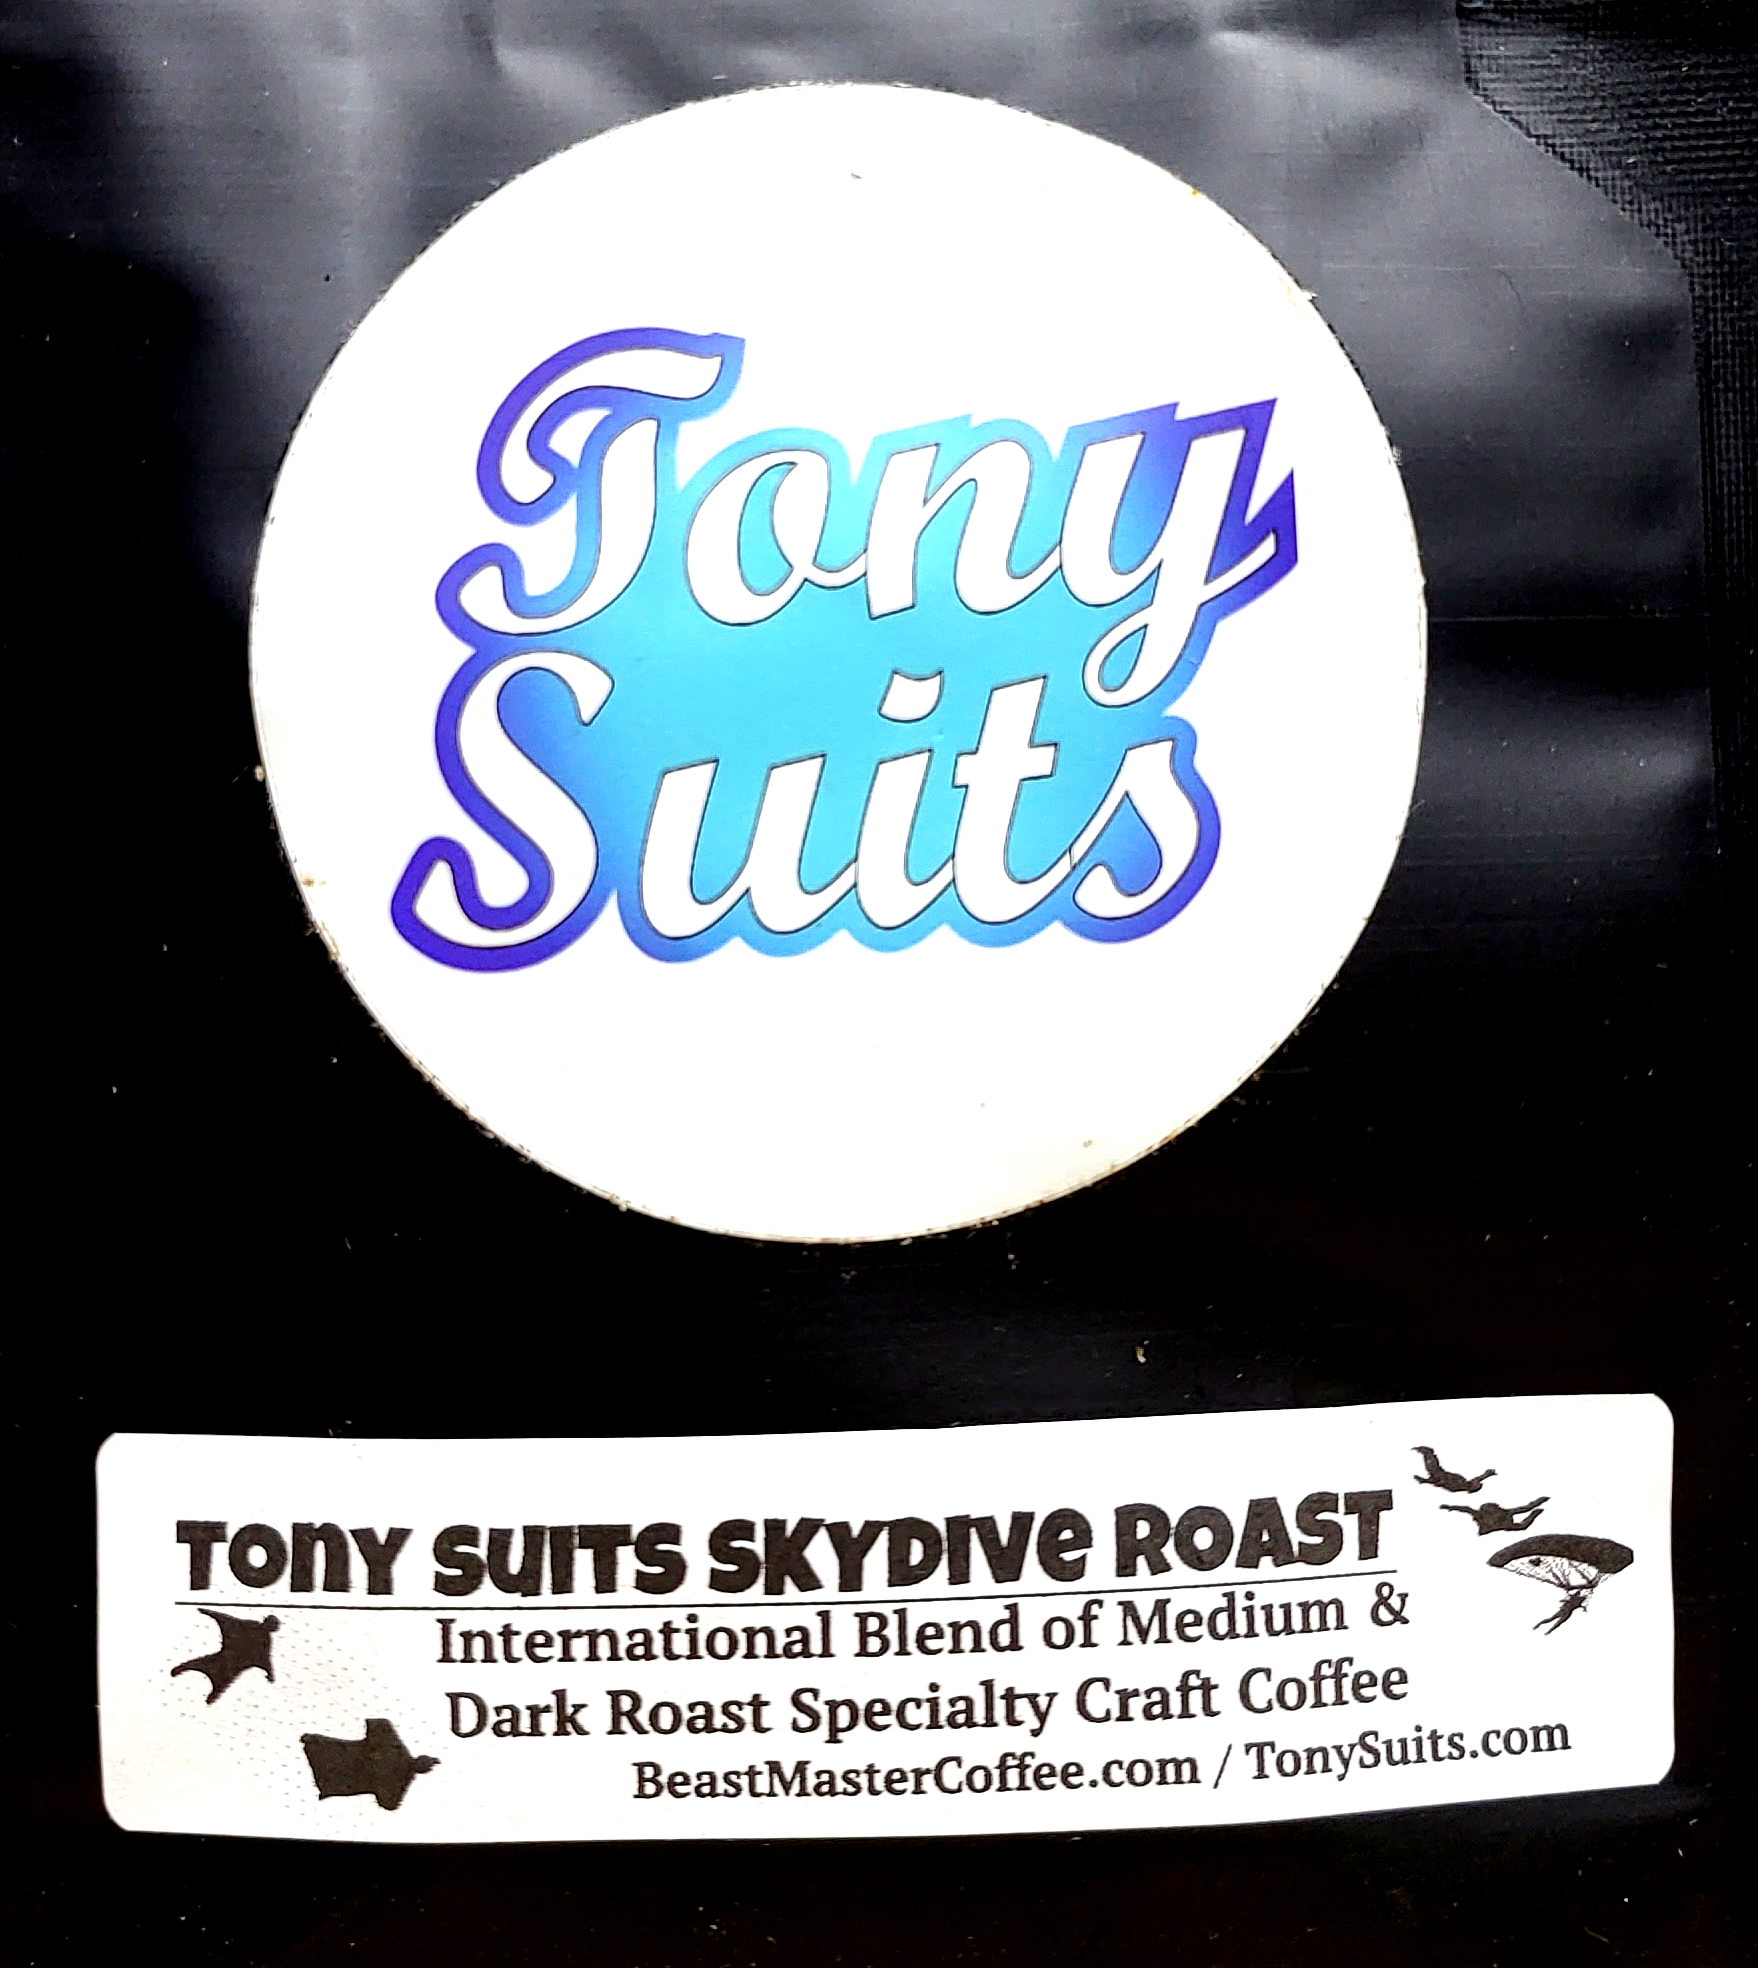 Tony
Suits
TONY SUITS SKYDIVE ROAST
International Blend of Medium &
Dark Roast Specialty Craft Coffee
BeastMasterCoffee.com / TonySuits.com